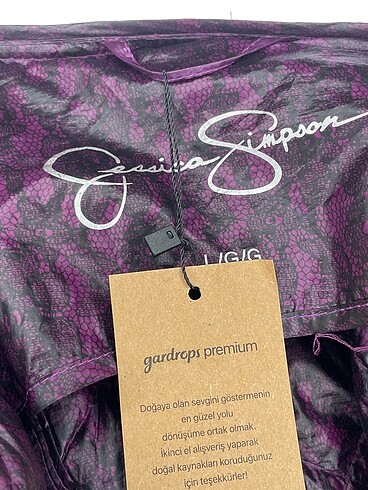 Jessica Simpson
L/G/G
gardrops premium
Doğaya olan sevgini göstermenin
en güzel yolu
dönüşüme ortak olmak.
İkinci el alışveriş yaparak
doğal kaynakları koruduğunuz
için teşekkürler!